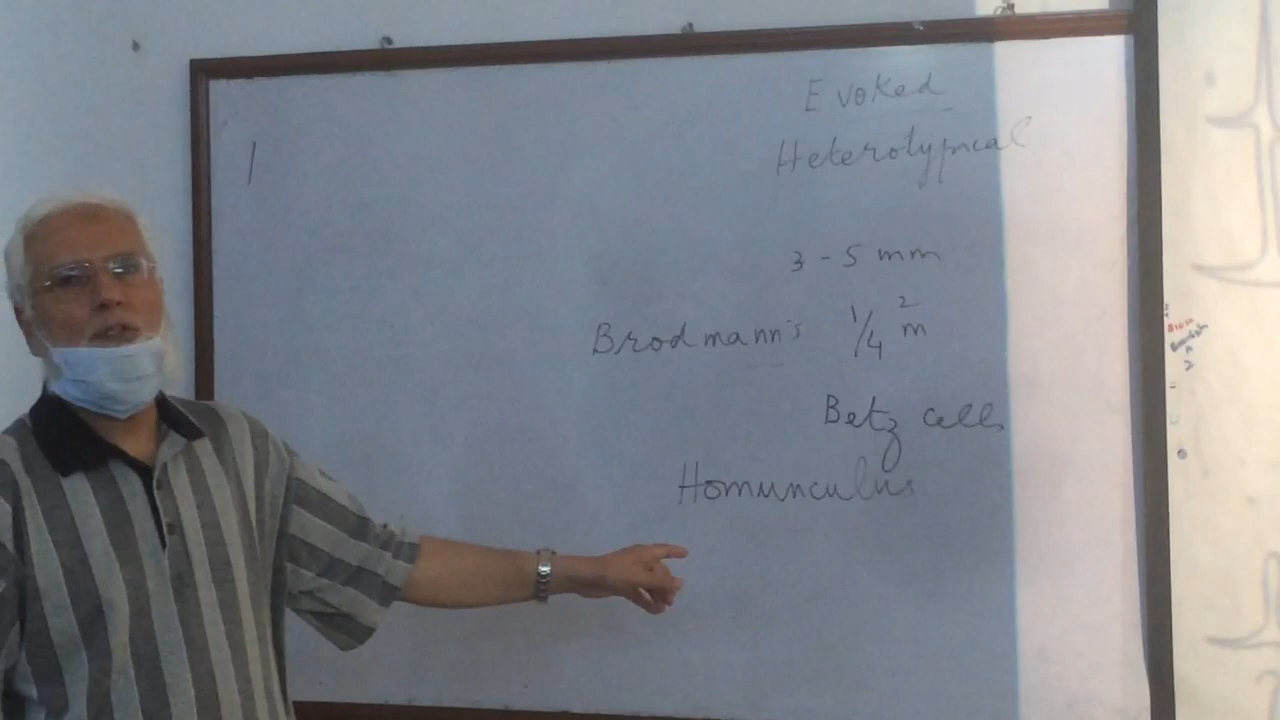 Evoked
Heterotypical
3 - 5 mm
Brodmann's 1/4 m²
Betz cells
Homunculus